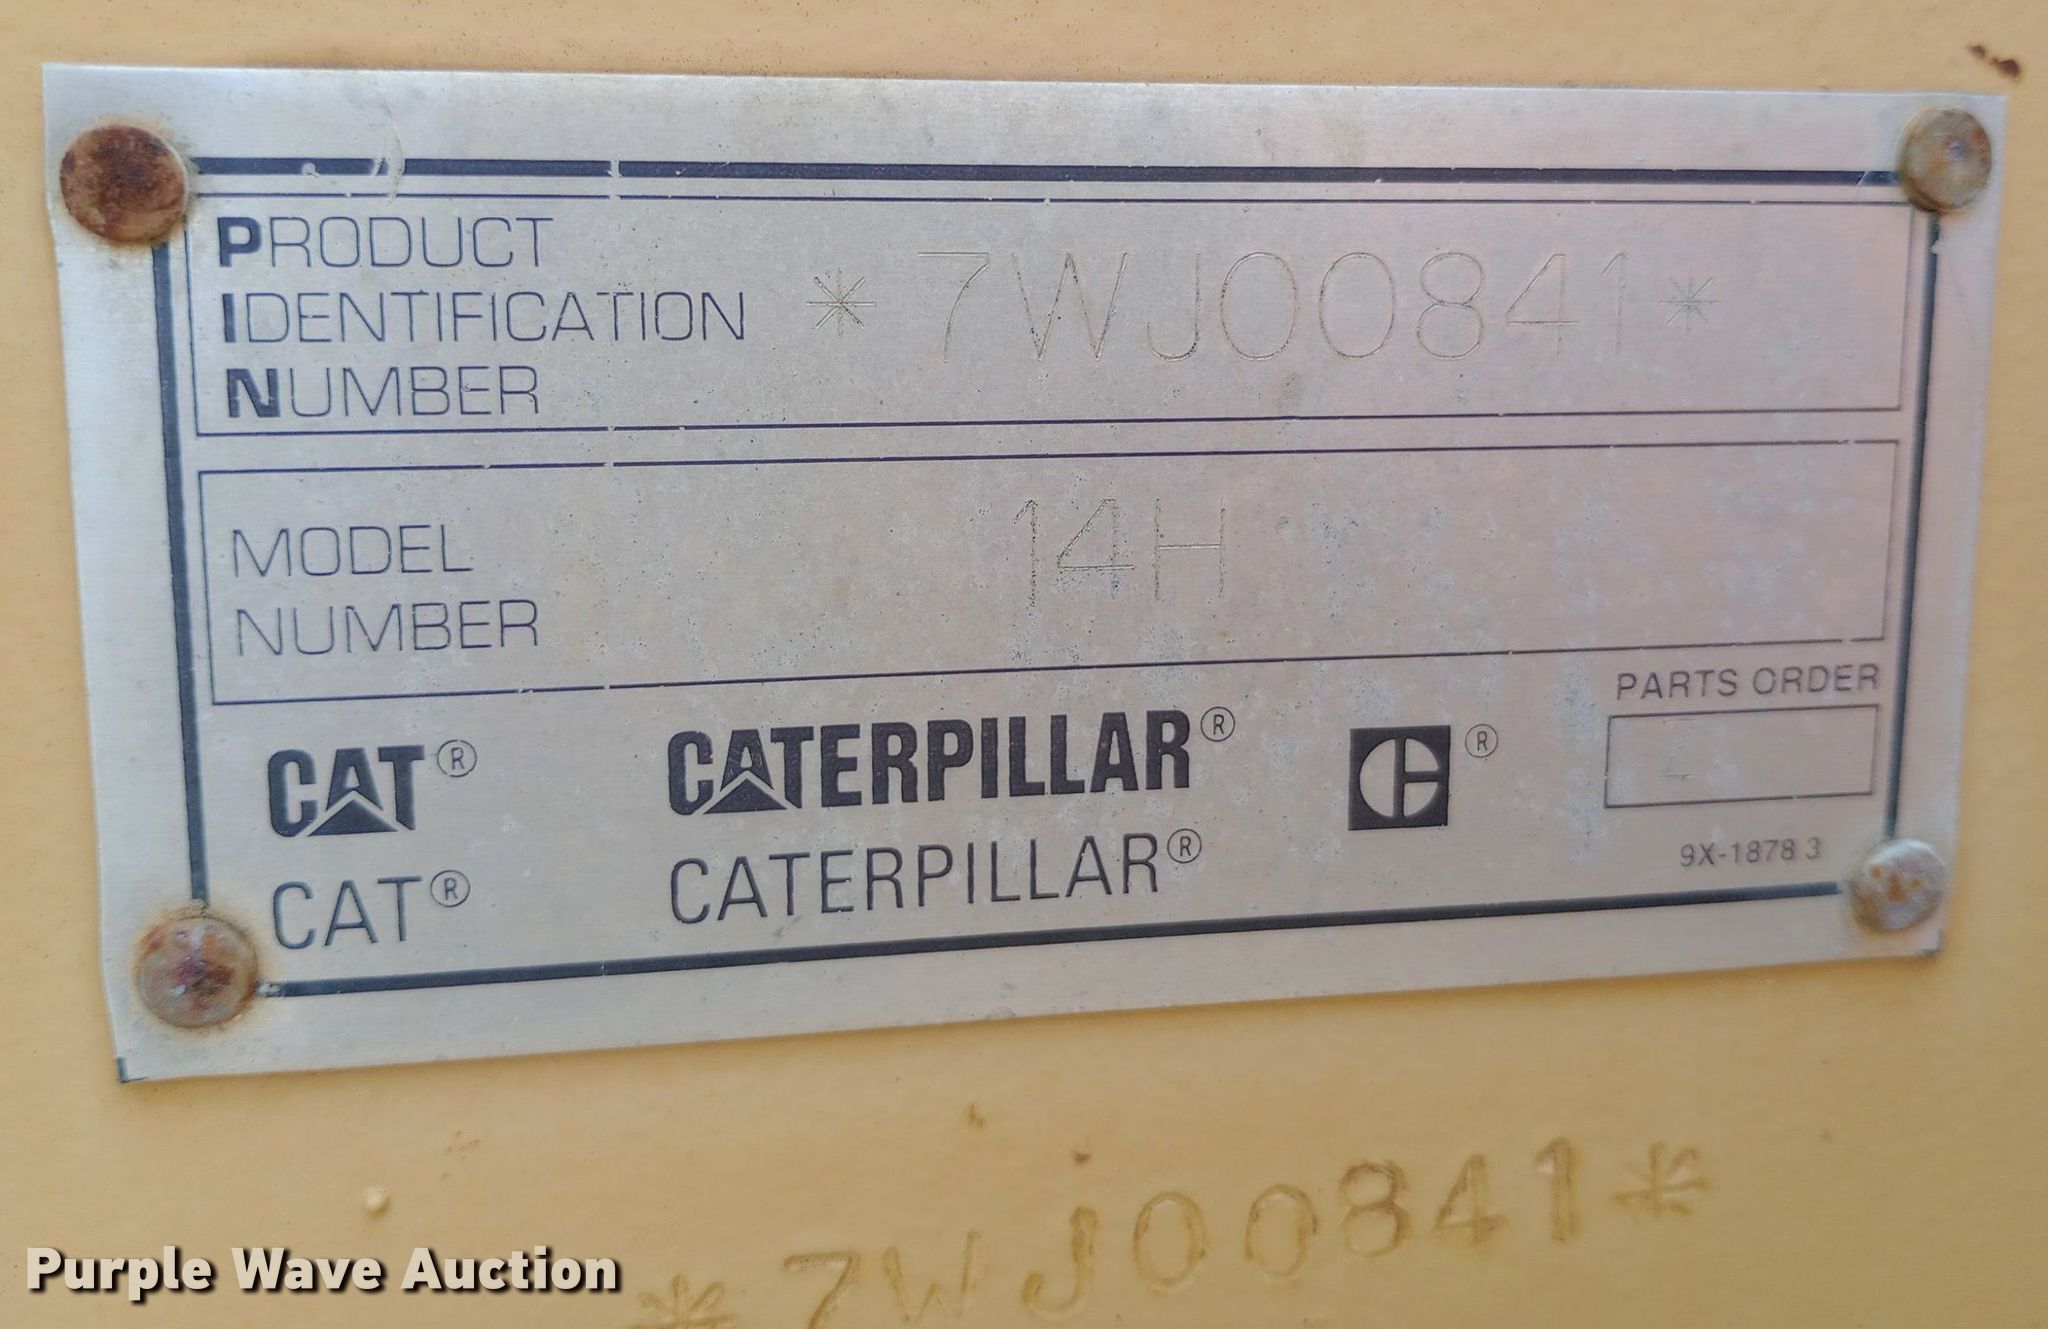 PRODUCT
IDENTIFICATION
NUMBER
*7WJ00841*
MODEL
NUMBER
14H
PARTS ORDER
CAT®
CATERPILLAR®
®
CAT®
CATERPILLAR®
9X-1878 3
*7WJ00841*
Purple Wave Auction